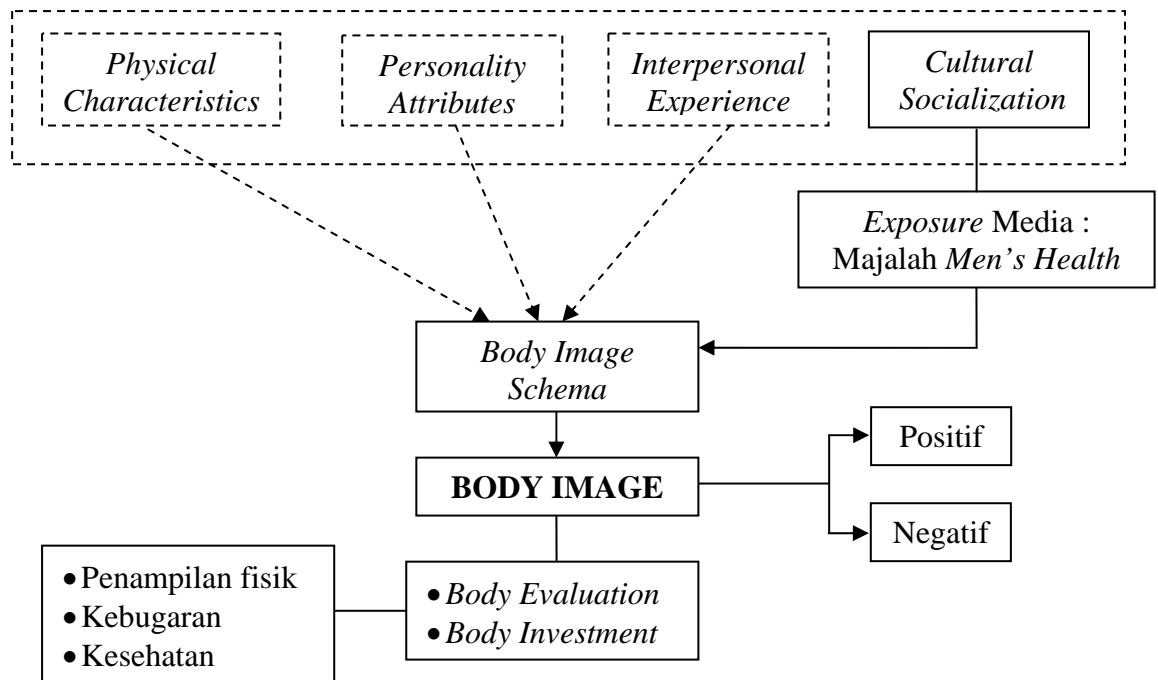 Physical
Characteristics
Personality
Attributes
Interpersonal
Experience
Cultural
Socialization
Exposure Media :
Majalah Men’s Health
Body Image
Schema
BODY IMAGE
Positif
Negatif
• Penampilan fisik
• Kebugaran
• Kesehatan
• Body Evaluation
• Body Investment